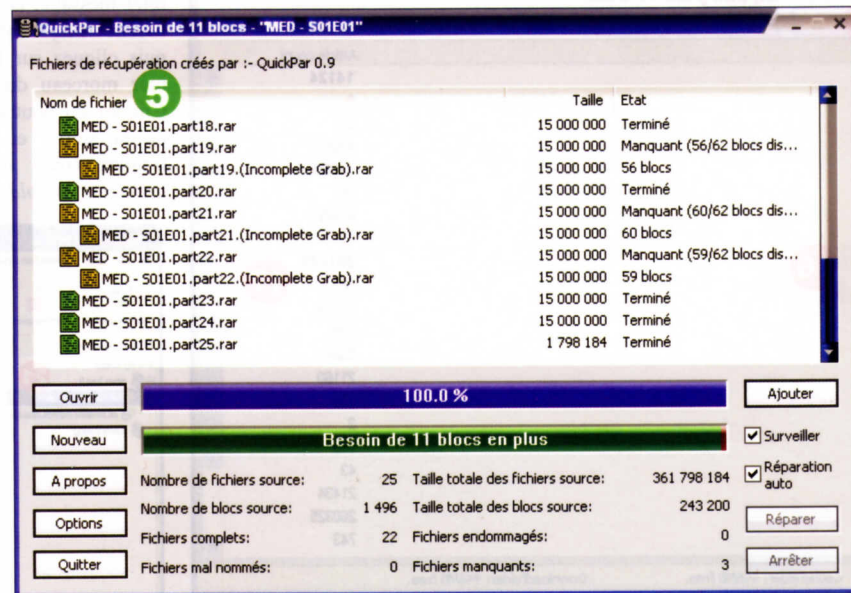 QuickPar - Besoin de 11 blocs - "MED - S01E01"
Fichiers de récupération créés par :- QuickPar 0.9
5
Nom de fichier Taille Etat
MED - S01E01.part18.rar 15 000 000 Terminé
MED - S01E01.part19.rar 15 000 000 Manquant (56/62 blocs dis...
MED - S01E01.part19.(Incomplete Grab).rar 15 000 000 56 blocs
MED - S01E01.part20.rar 15 000 000 Terminé
MED - S01E01.part21.rar 15 000 000 Manquant (60/62 blocs dis...
MED - S01E01.part21.(Incomplete Grab).rar 15 000 000 60 blocs
MED - S01E01.part22.rar 15 000 000 Manquant (59/62 blocs dis...
MED - S01E01.part22.(Incomplete Grab).rar 15 000 000 59 blocs
MED - S01E01.part23.rar 15 000 000 Terminé
MED - S01E01.part24.rar 15 000 000 Terminé
MED - S01E01.part25.rar 1 798 184 Terminé
Ouvrir 100.0 % Ajouter
Nouveau Besoin de 11 blocs en plus Surveiller
A propos Nombre de fichiers source: 25 Taille totale des fichiers source: 361 798 184 Réparation auto
Options Nombre de blocs source: 1 496 Taille totale des blocs source: 243 200 Réparer
Fichiers complets: 22 Fichiers endommagés: 0
Quitter Fichiers mal nommés: 0 Fichiers manquants: 3 Arrêter